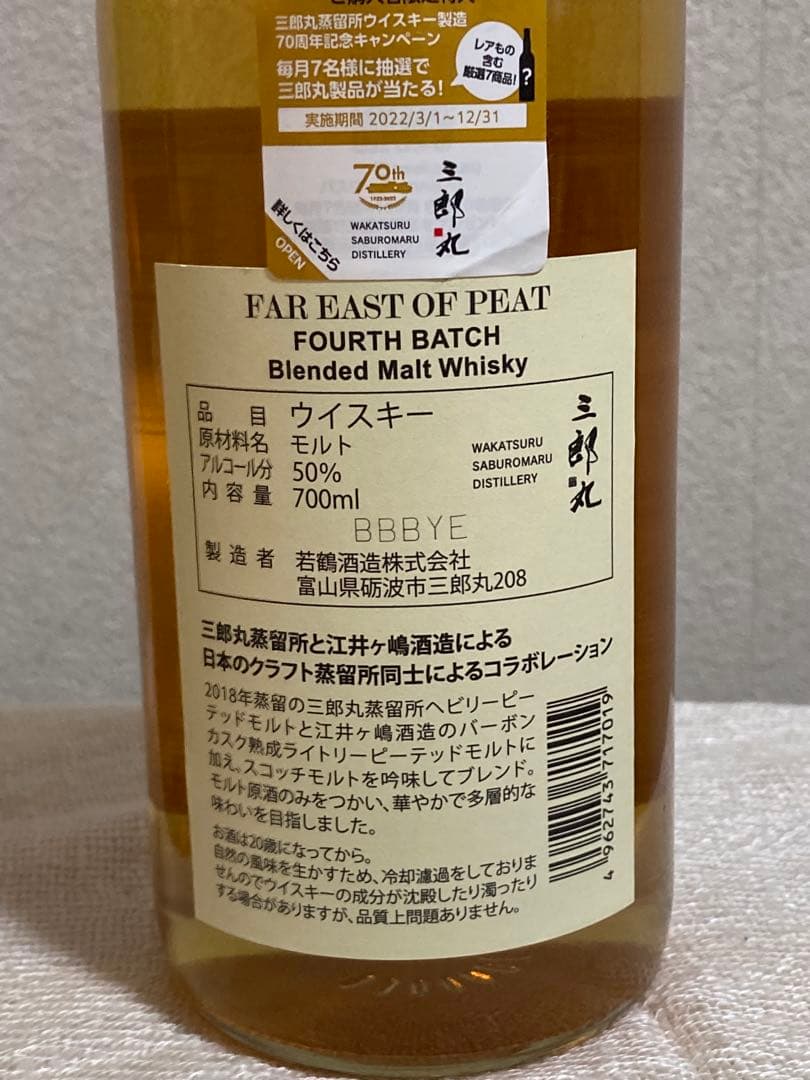 ご購入者限定特典
三郎丸蒸留所ウイスキー製造
70周年記念キャンペーン
毎月7名様に抽選で
三郎丸製品が当たる!
レアもの
含む
厳選7商品!
?
実施期間 2022/3/1~12/31
70th
三郎丸
WAKATSURU
SABUROMARU
DISTILLERY
詳しくはこちら
OPEN
FAR EAST OF PEAT
FOURTH BATCH
Blended Malt Whisky
品目 ウイスキー
原材料名 モルト
アルコール分 50%
内容量 700ml
WAKATSURU
SABUROMARU
DISTILLERY
三郎丸
BBBYE
製造者 若鶴酒造株式会社
富山県砺波市三郎丸208
三郎丸蒸留所と江井ヶ嶋酒造による
日本のクラフト蒸留所同士によるコラボレーション
2018年蒸留の三郎丸蒸留所ヘビリーピー
テッドモルトと江井ヶ嶋酒造のバーボン
カスク熟成ライトリーピーテッドモルトに
加え、スコッチモルトを吟味してブレンド。
モルト原酒のみをつかい、華やかで多層的な
味わいを目指しました。
お酒は20歳になってから。
自然の風味を生かすため、冷却濾過をしておりま
せんのでウイスキーの成分が沈殿したり濁ったり
する場合がありますが、品質上問題ありません。
4 962743 717019